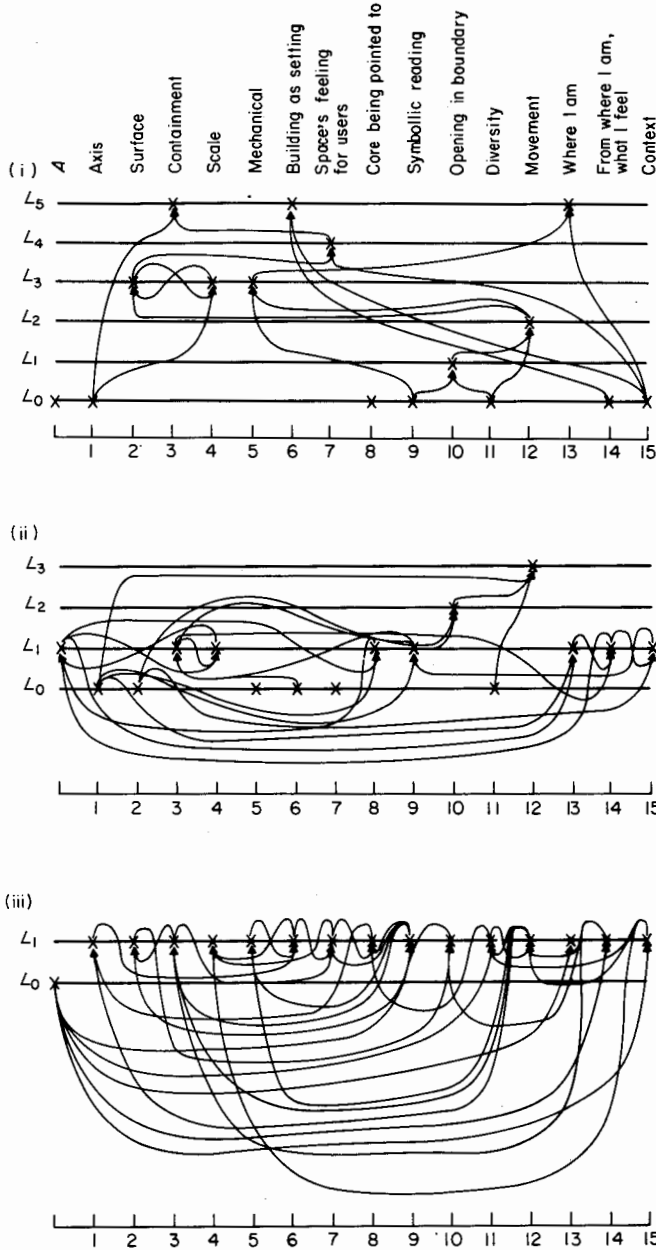 A
Axis
Surface
Containment
Scale
Mechanical
Building as setting
Spacer's feeling
for users
Core being pointed to
Symbollic reading
Opening in boundary
Diversity
Movement
Where I am
From where I am,
what I feel
Context
(i)
L5
L4
L3
L2
L1
L0
1 2 3 4 5 6 7 8 9 10 11 12 13 14 15
(ii)
L3
L2
L1
L0
1 2 3 4 5 6 7 8 9 10 11 12 13 14 15
(iii)
L1
L0
1 2 3 4 5 6 7 8 9 10 11 12 13 14 15